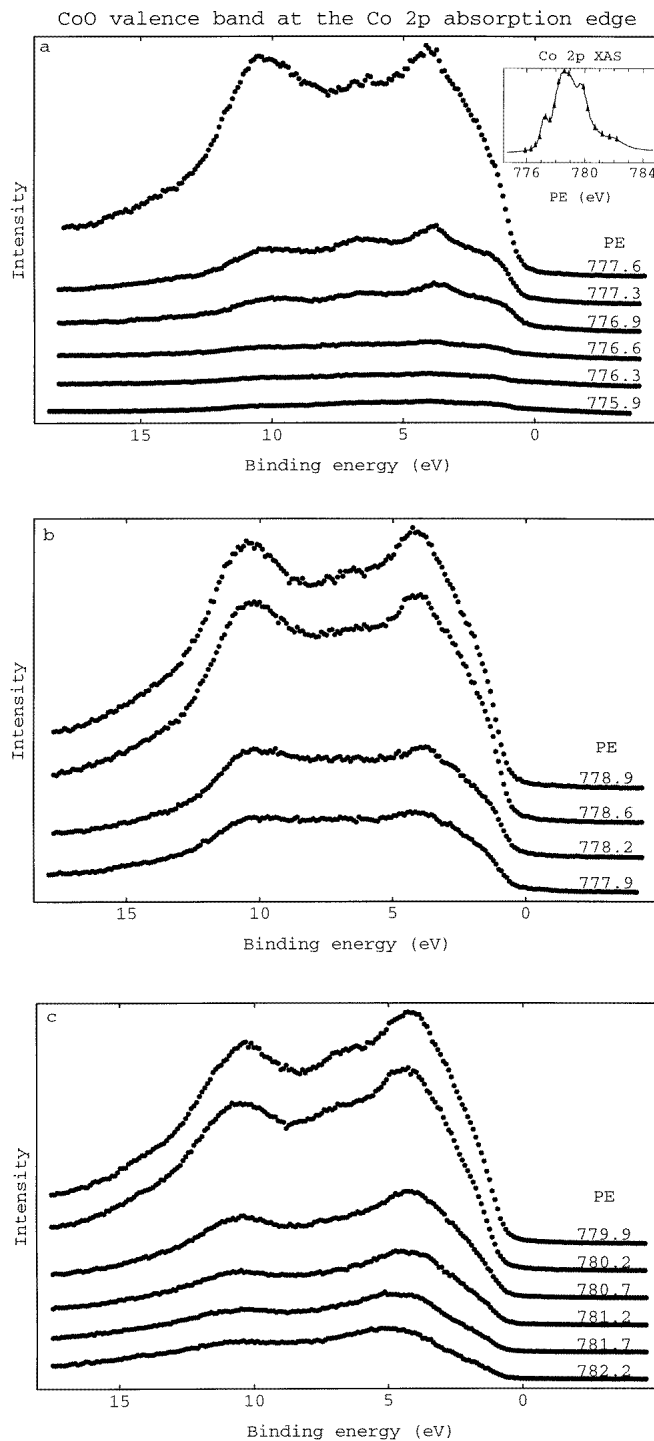 CoO valence band at the Co 2p absorption edge
a
Co 2p XAS
776 780 784
PE (eV)
Intensity
PE
777.6
777.3
776.9
776.6
776.3
775.9
15 10 5 0
Binding energy (eV)
b
Intensity
PE
778.9
778.6
778.2
777.9
15 10 5 0
Binding energy (eV)
c
Intensity
PE
779.9
780.2
780.7
781.2
781.7
782.2
15 10 5 0
Binding energy (eV)